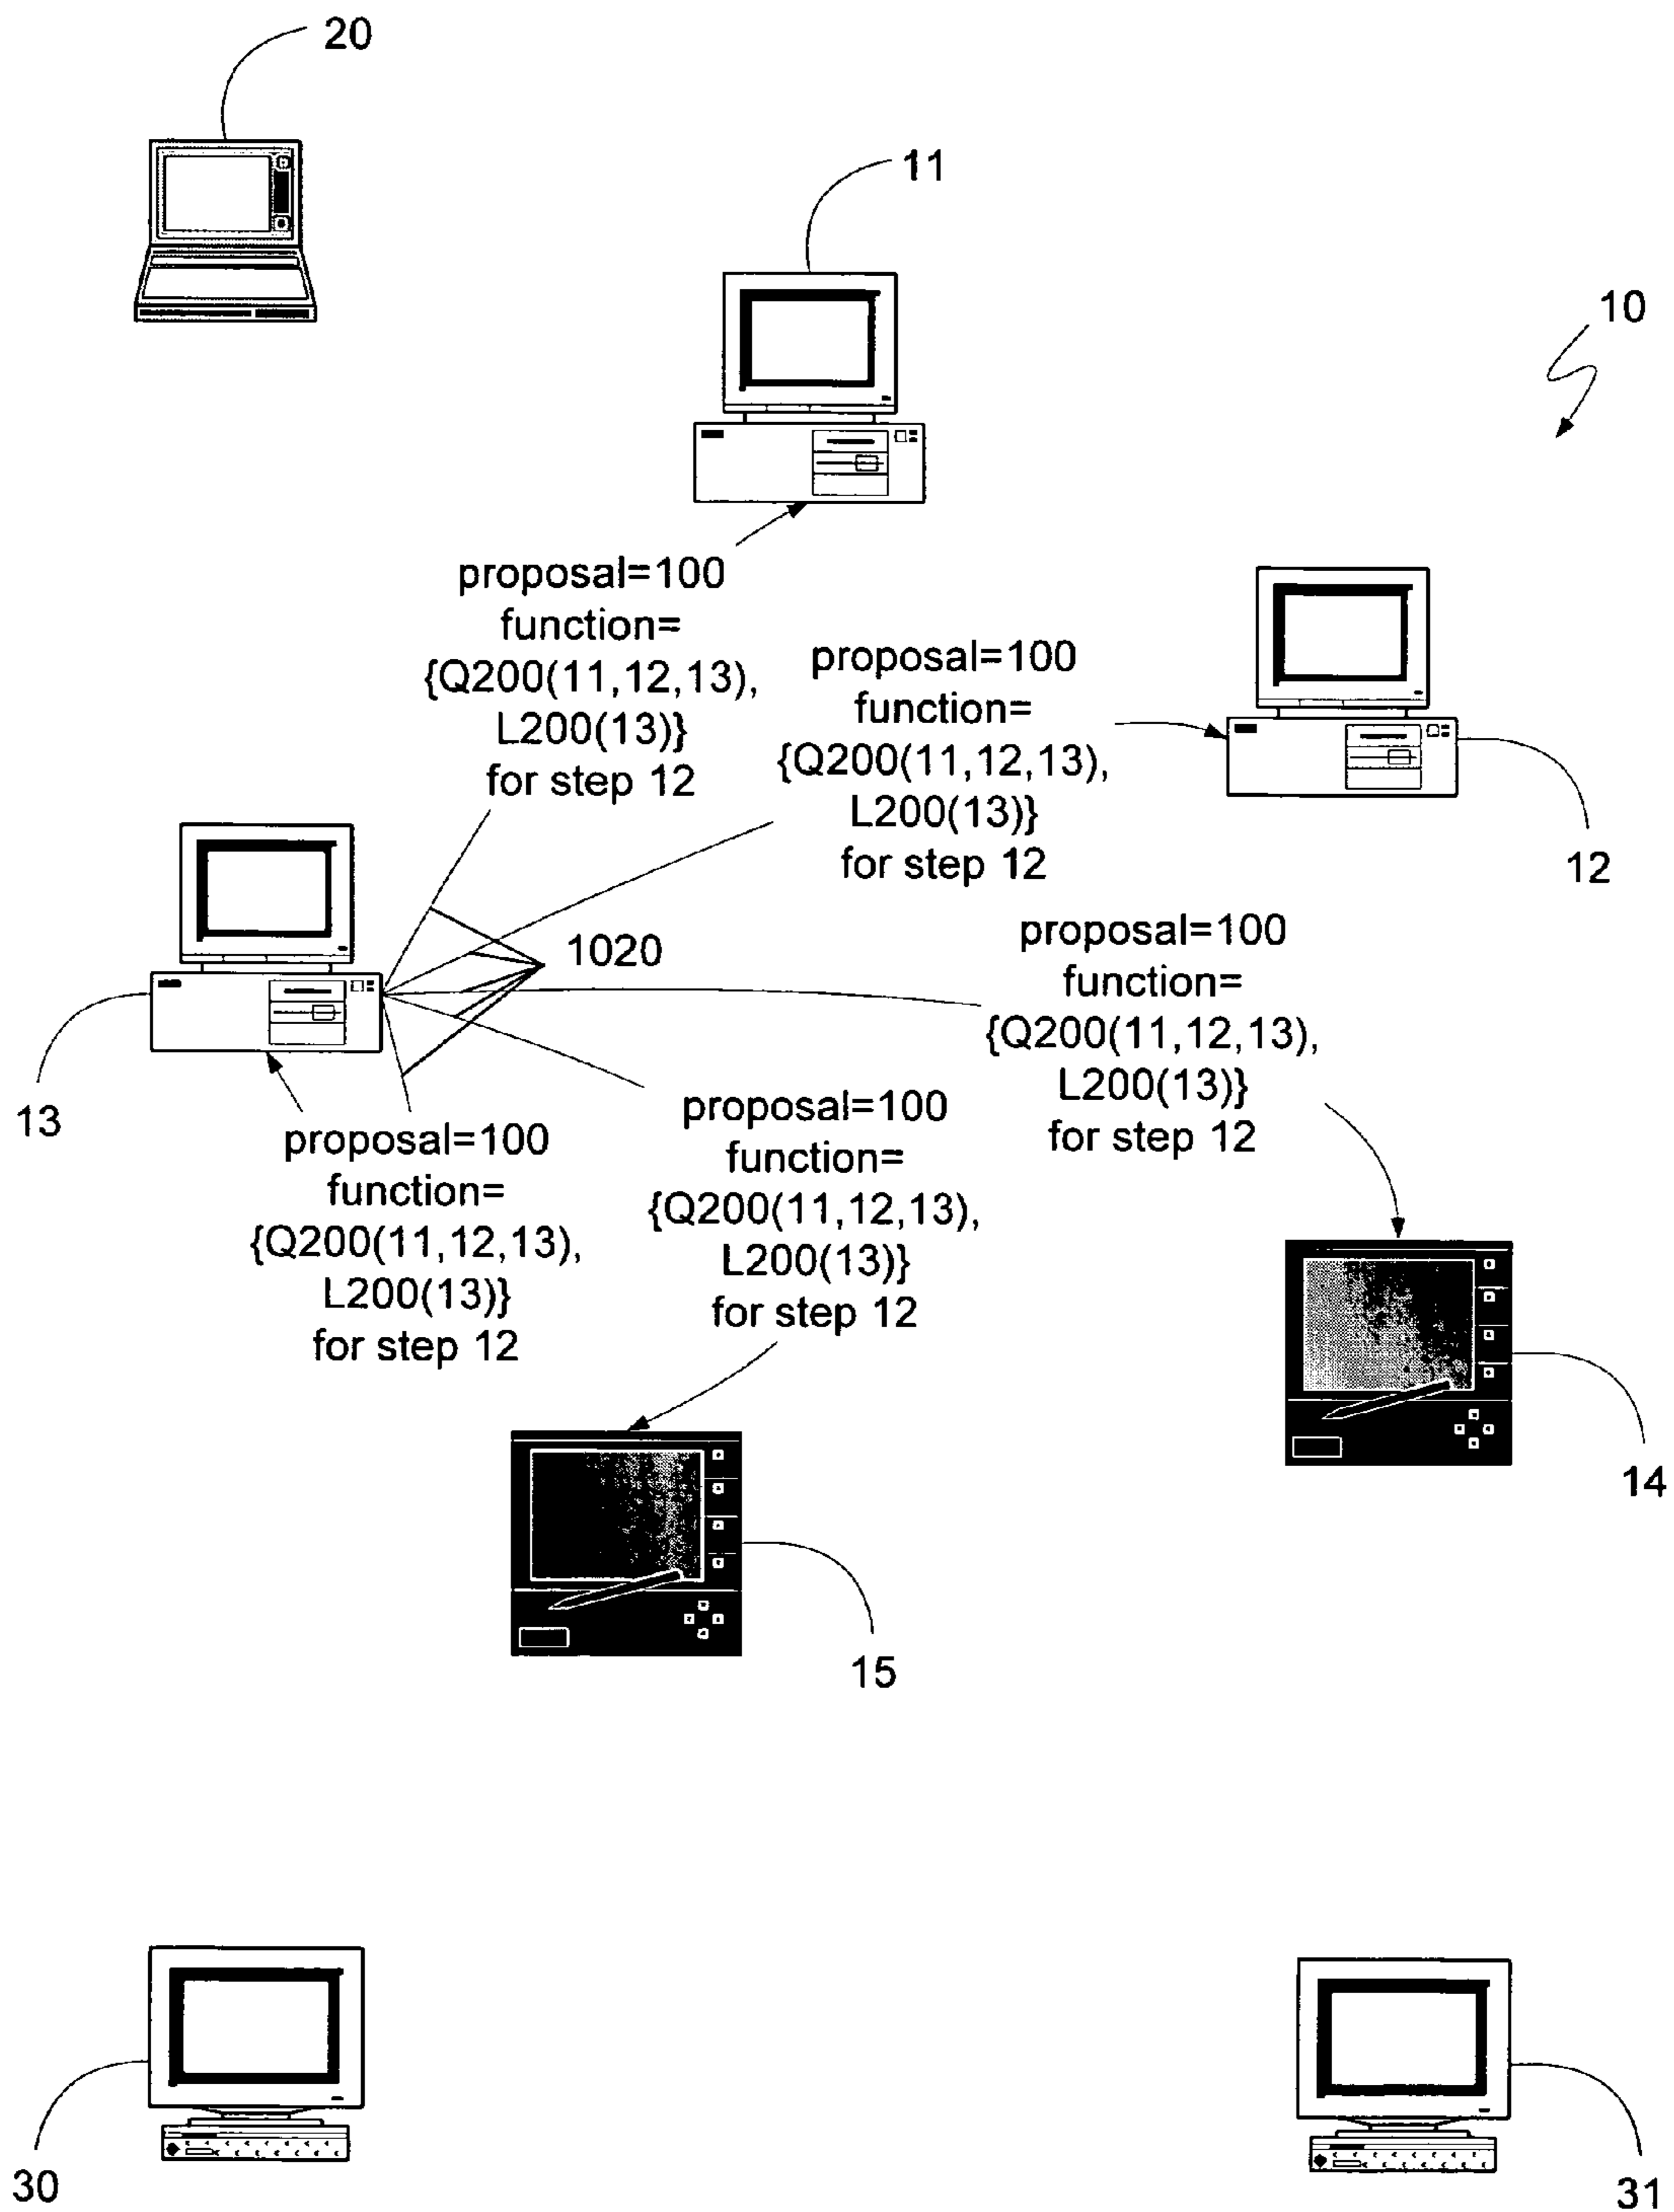 20
11
10
proposal=100
function=
{Q200(11,12,13),
L200(13)}
for step 12
proposal=100
function=
{Q200(11,12,13),
L200(13)}
for step 12
12
1020
proposal=100
function=
{Q200(11,12,13),
L200(13)}
for step 12
13
proposal=100
function=
{Q200(11,12,13),
L200(13)}
for step 12
proposal=100
function=
{Q200(11,12,13),
L200(13)}
for step 12
14
15
30
31